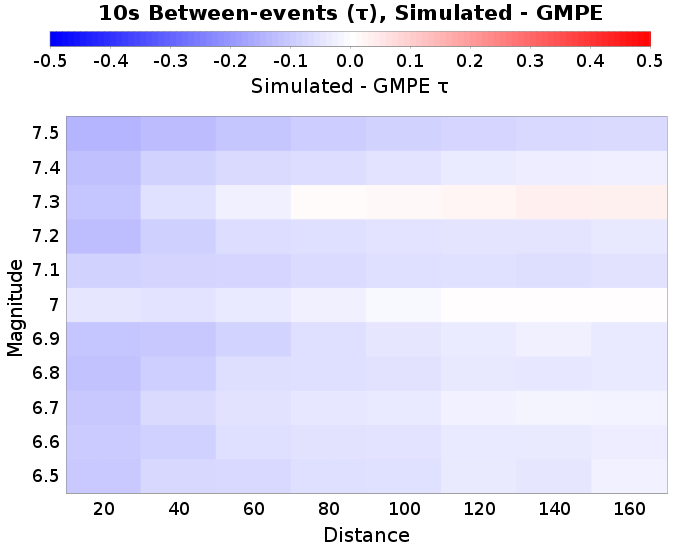 10s Between-events (τ), Simulated - GMPE
-0.5 -0.4 -0.3 -0.2 -0.1 0.0 0.1 0.2 0.3 0.4 0.5
Simulated - GMPE τ
Magnitude
7.5
7.4
7.3
7.2
7.1
7
6.9
6.8
6.7
6.6
6.5
20 40 60 80 100 120 140 160
Distance